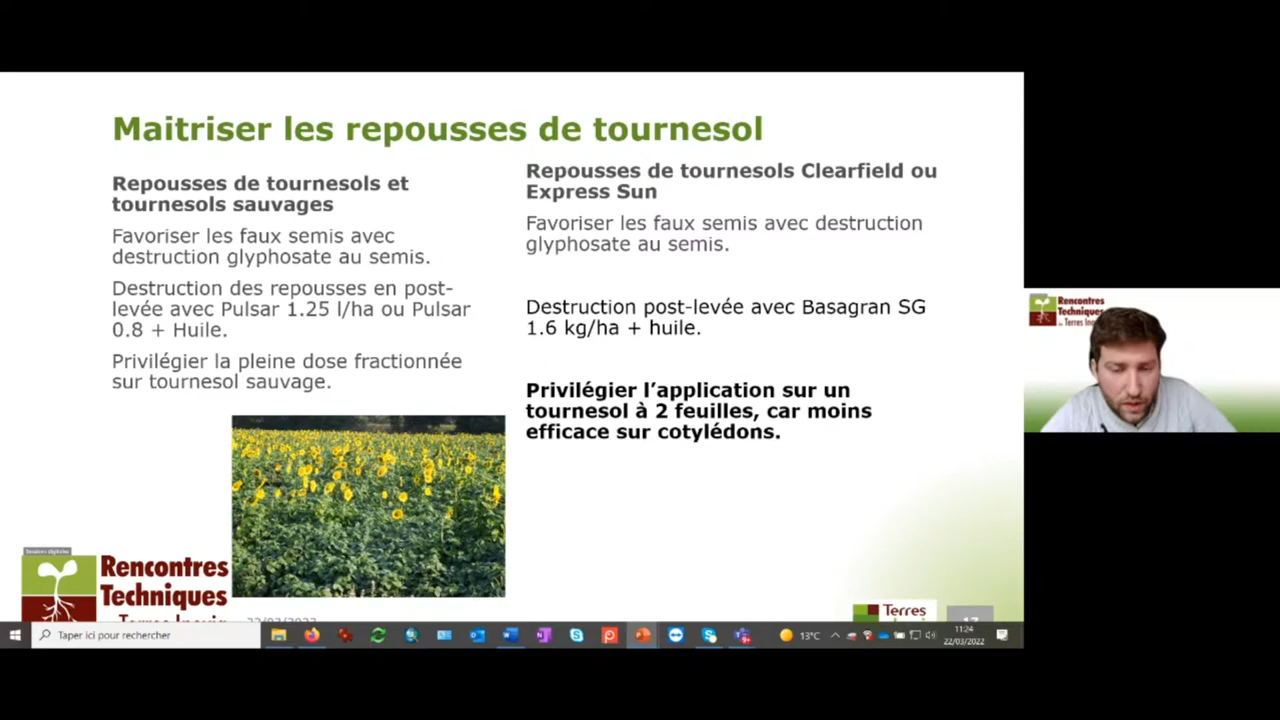 Maitriser les repousses de tournesol
Repousses de tournesols et
tournesols sauvages
Favoriser les faux semis avec
destruction glyphosate au semis.
Destruction des repousses en post-
levée avec Pulsar 1.25 l/ha ou Pulsar
0.8 + Huile.
Privilégier la pleine dose fractionnée
sur tournesol sauvage.
Repousses de tournesols Clearfield ou
Express Sun
Favoriser les faux semis avec destruction
glyphosate au semis.
Destruction post-levée avec Basagran SG
1.6 kg/ha + huile.
Privilégier l’application sur un
tournesol à 2 feuilles, car moins
efficace sur cotylédons.
Rencontres
Techniques
Rencontres
Techniques
Terres
Taper ici pour rechercher
13°C
11:24
22/03/2022